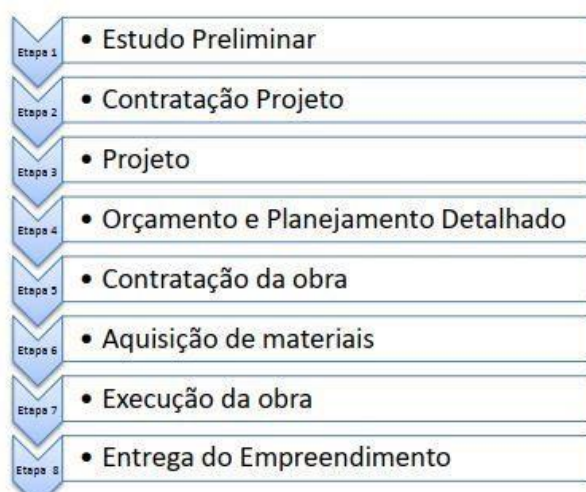 Etapa 1
• Estudo Preliminar
Etapa 2
• Contratação Projeto
Etapa 3
• Projeto
Etapa 4
• Orçamento e Planejamento Detalhado
Etapa 5
• Contratação da obra
Etapa 6
• Aquisição de materiais
Etapa 7
• Execução da obra
Etapa 8
• Entrega do Empreendimento